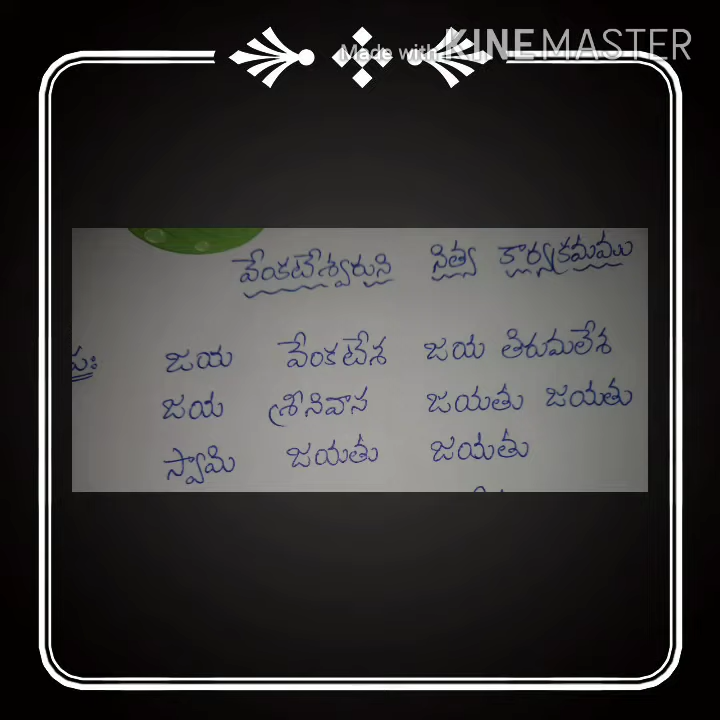 Made with KINEMASTER
వేంకటేశ్వరుని నిత్య కార్యక్రమము
జయ వేంకటేశ జయ తిరుమలేశ
జయ శ్రీనివాస జయతు జయతు
స్వామి జయతు జయతు